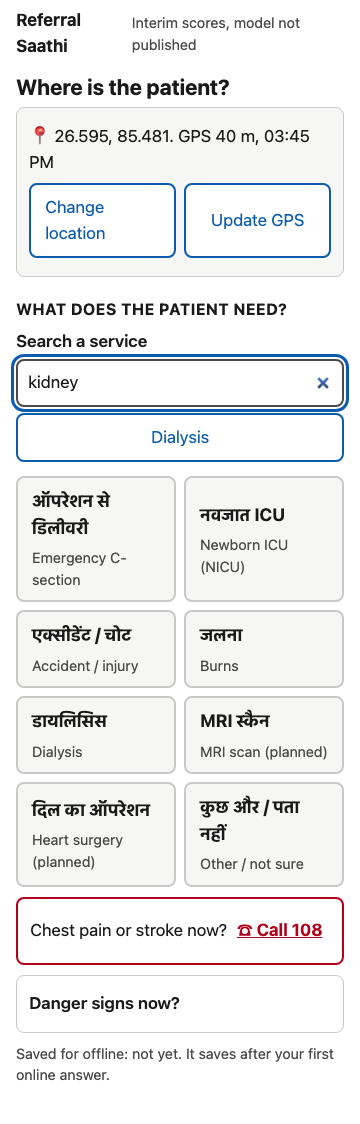 Referral
Saathi
Interim scores, model not
published
Where is the patient?
📍 26.595, 85.481. GPS 40 m, 03:45
PM
Change
location
Update GPS
WHAT DOES THE PATIENT NEED?
Search a service
kidney
×
Dialysis
ऑपरेशन से
डिलीवरी
Emergency C-
section
नवजात ICU
Newborn ICU
(NICU)
एक्सीडेंट / चोट
Accident / injury
जलना
Burns
डायलिसिस
Dialysis
MRI स्कैन
MRI scan (planned)
दिल का ऑपरेशन
Heart surgery
(planned)
कुछ और / पता
नहीं
Other / not sure
Chest pain or stroke now? ☎ Call 108
Danger signs now?
Saved for offline: not yet. It saves after your first
online answer.